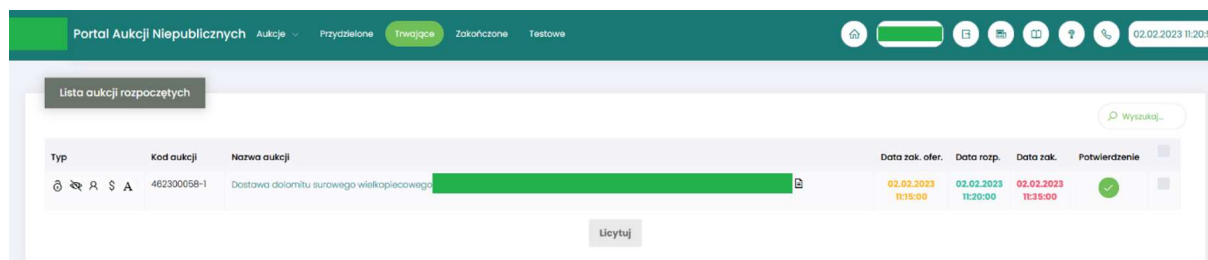 Portal Aukcji Niepublicznych Aukcje Przydzielone Trwające Zakończone Testowe 02.02.2023 11:20:
Lista aukcji rozpoczętych
Wyszukaj...
Typ Kod aukcji Nazwa aukcji Data zak. ofer. Data rozp. Data zak. Potwierdzenie
$ A 462300058-1 Dostawa dolomitu surowego wielkopiecowego 02.02.2023 02.02.2023 02.02.2023
11:15:00 11:20:00 11:35:00
Licytuj